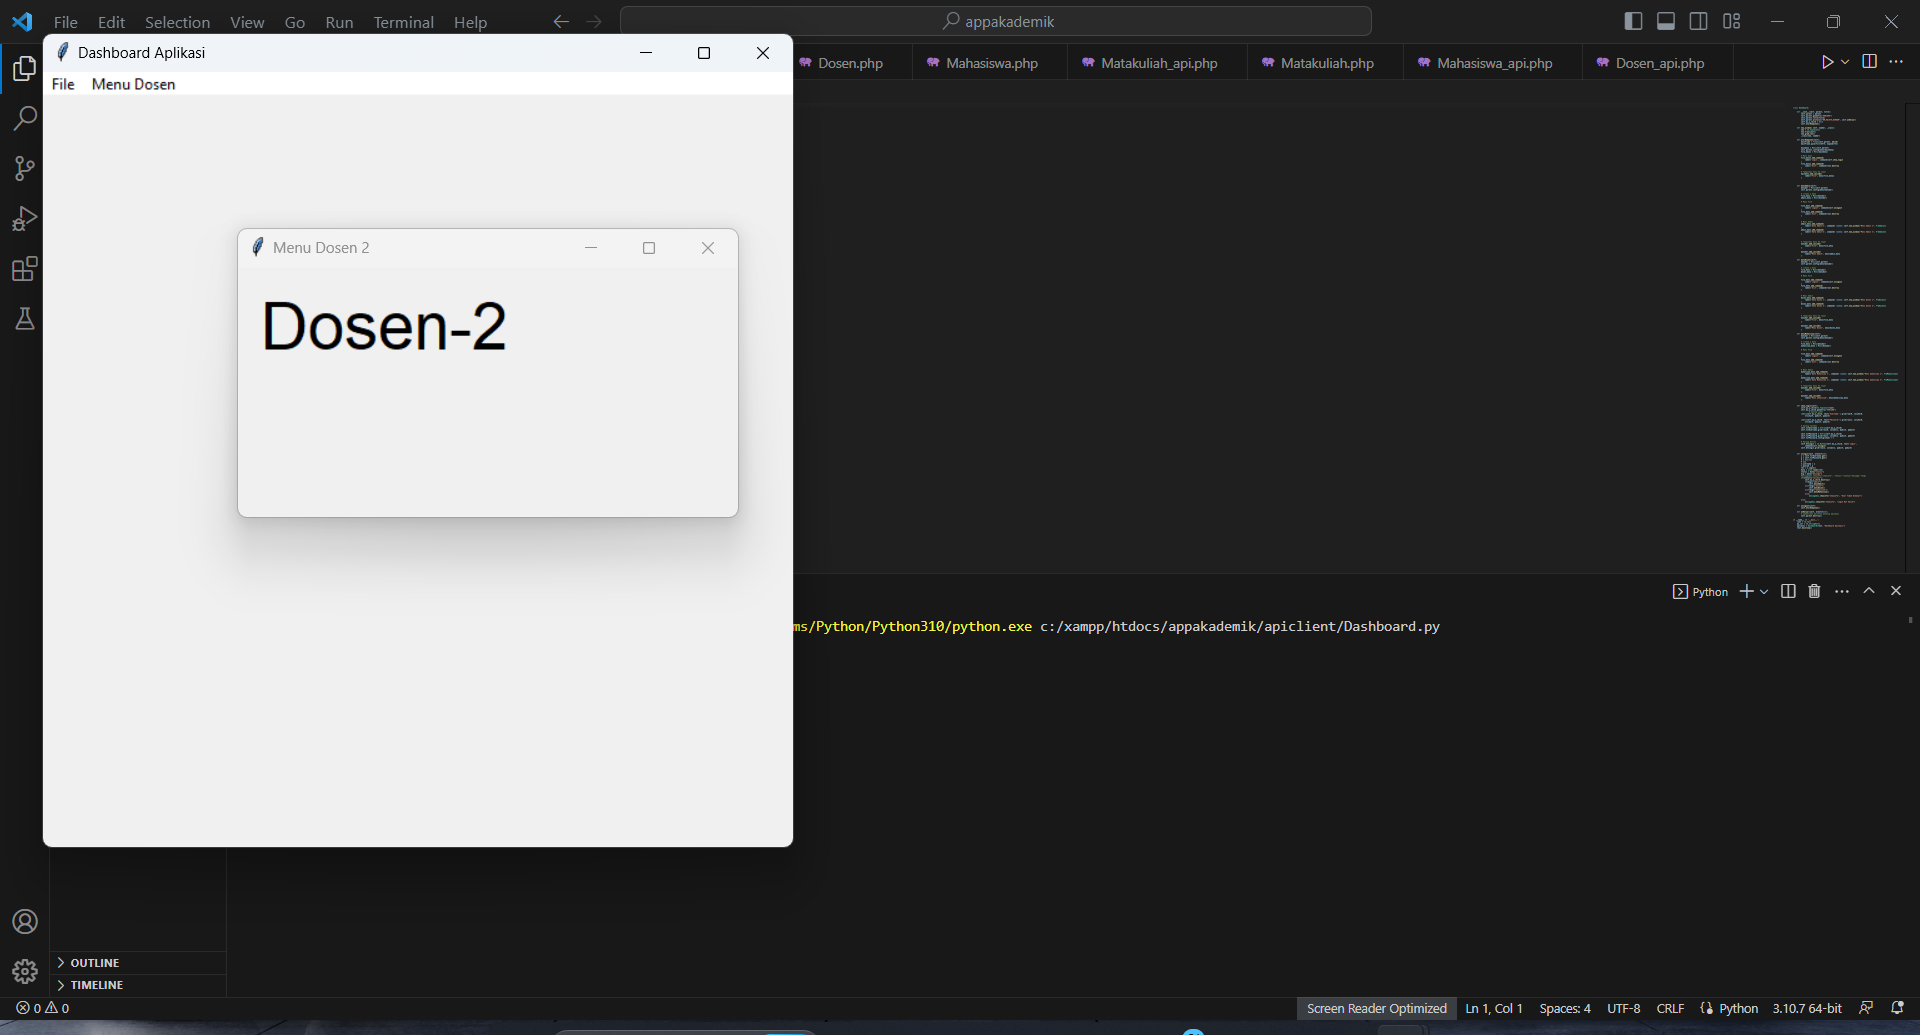 File Edit Selection View Go Run Terminal Help
appakademik
Dashboard Aplikasi
File Menu Dosen
Dosen.php Mahasiswa.php Matakuliah_api.php Matakuliah.php Mahasiswa_api.php Dosen_api.php
Menu Dosen 2
Dosen-2
Python
ms/Python/Python310/python.exe c:/xampp/htdocs/appakademik/apiclient/Dashboard.py
OUTLINE
TIMELINE
0 0
Screen Reader Optimized Ln 1, Col 1 Spaces: 4 UTF-8 CRLF Python 3.10.7 64-bit